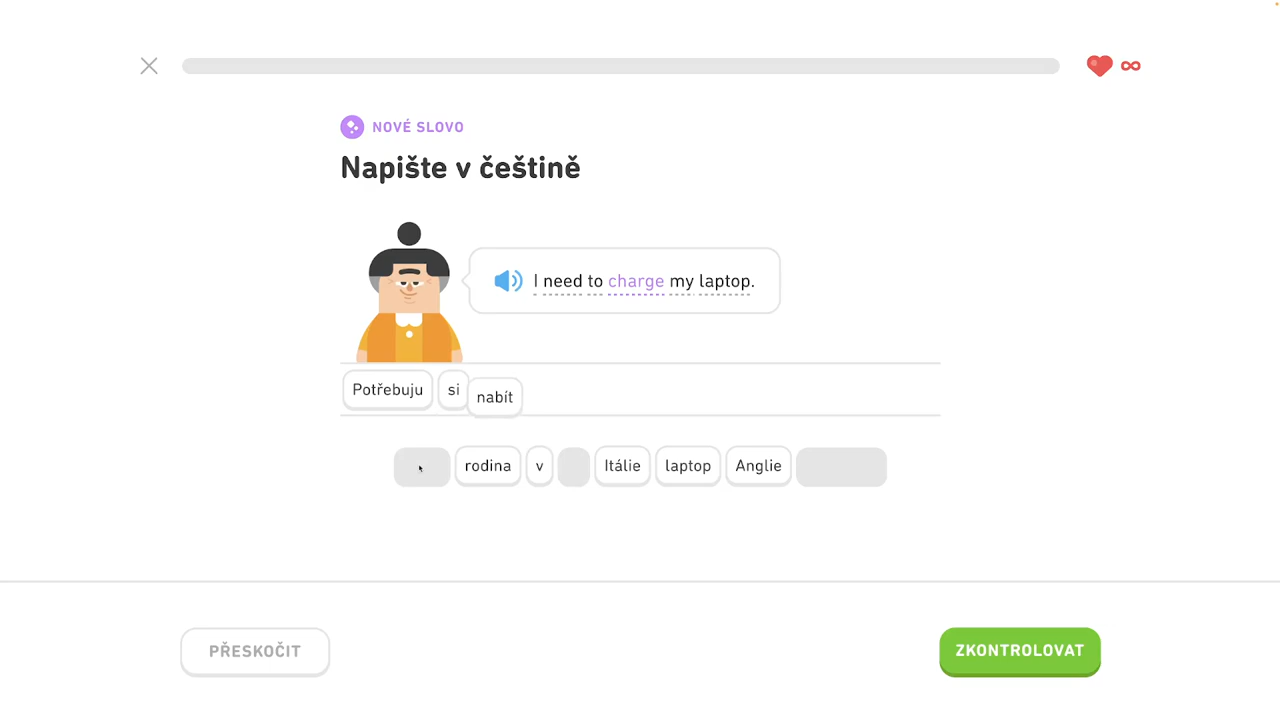 NOVÉ SLOVO
Napište v češtině
I need to charge my laptop.
Potřebuju si nabít
rodina v Itálie laptop Anglie
PŘESKOČIT ZKONTROLOVAT